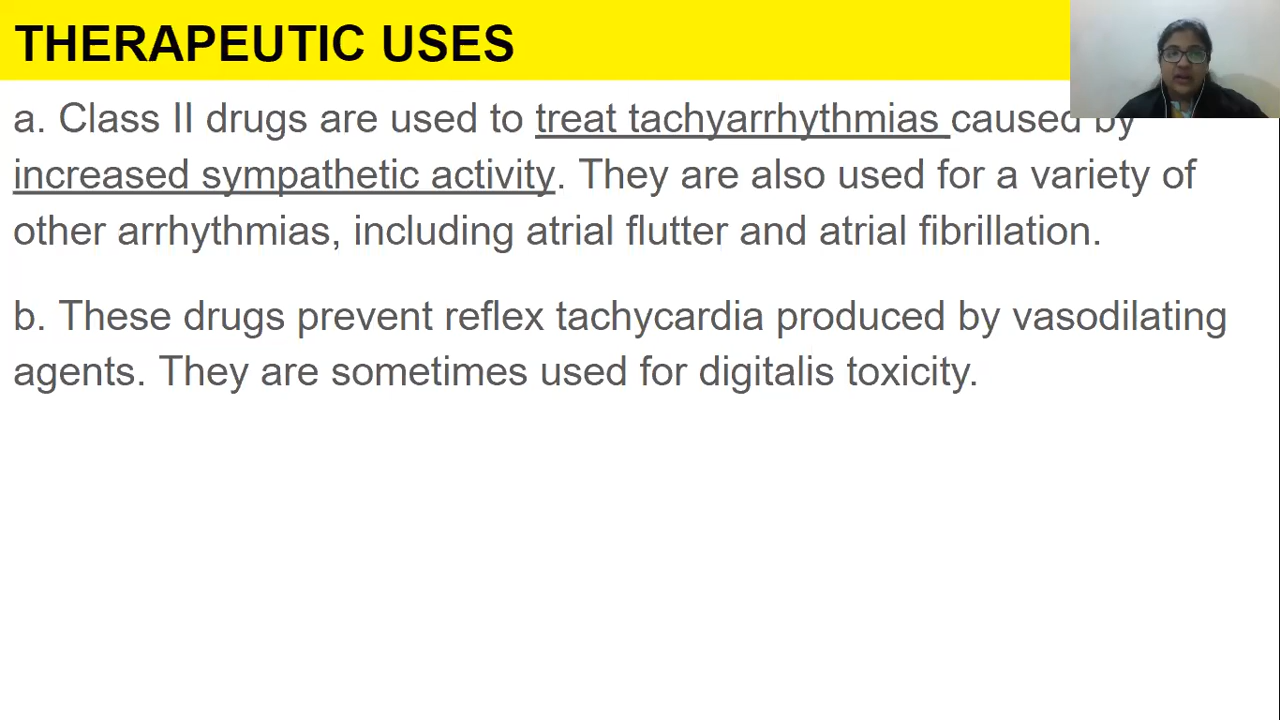 THERAPEUTIC USES
a. Class II drugs are used to treat tachyarrhythmias caused by
increased sympathetic activity. They are also used for a variety of
other arrhythmias, including atrial flutter and atrial fibrillation.
b. These drugs prevent reflex tachycardia produced by vasodilating
agents. They are sometimes used for digitalis toxicity.